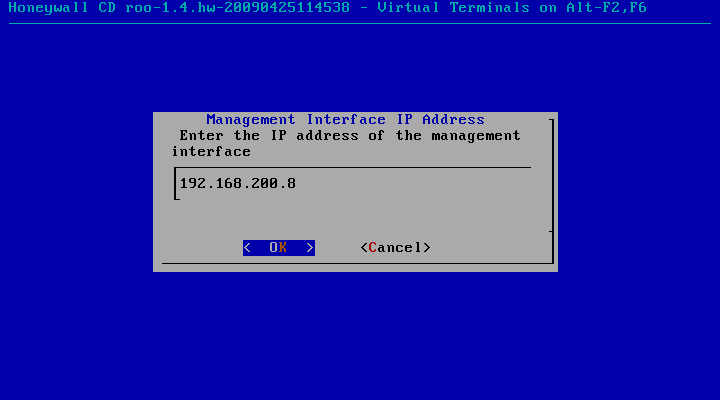 Honeywall CD roo-1.4.hw-20090425114538 - Virtual Terminals on Alt-F2,F6
Management Interface IP Address
Enter the IP address of the management
interface
192.168.200.8
< OK > <Cancel>